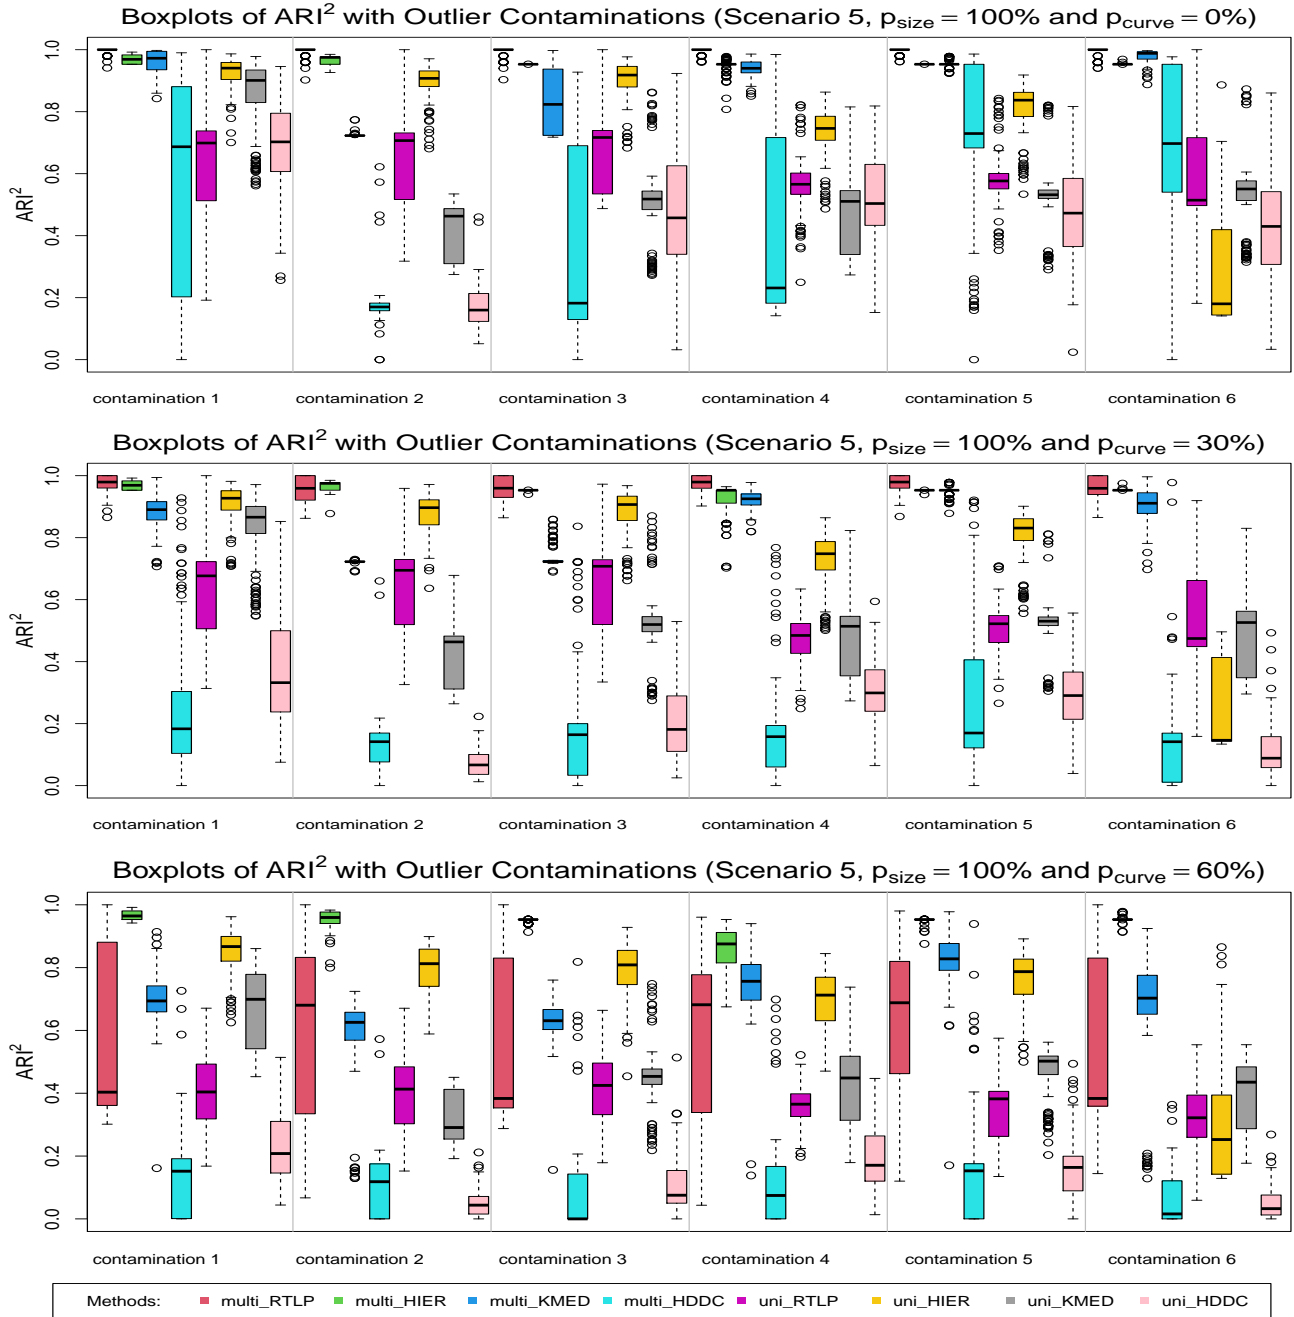 Boxplots of ARI² with Outlier Contaminations (Scenario 5, p_size = 100% and p_curve = 0%)
ARI²
1.0
0.8
0.6
0.4
0.2
0.0
contamination 1 contamination 2 contamination 3 contamination 4 contamination 5 contamination 6
Boxplots of ARI² with Outlier Contaminations (Scenario 5, p_size = 100% and p_curve = 30%)
ARI²
1.0
0.8
0.6
0.4
0.2
0.0
contamination 1 contamination 2 contamination 3 contamination 4 contamination 5 contamination 6
Boxplots of ARI² with Outlier Contaminations (Scenario 5, p_size = 100% and p_curve = 60%)
ARI²
1.0
0.8
0.6
0.4
0.2
0.0
contamination 1 contamination 2 contamination 3 contamination 4 contamination 5 contamination 6
Methods: multi_RTLP multi_HIER multi_KMED multi_HDDC uni_RTLP uni_HIER uni_KMED uni_HDDC